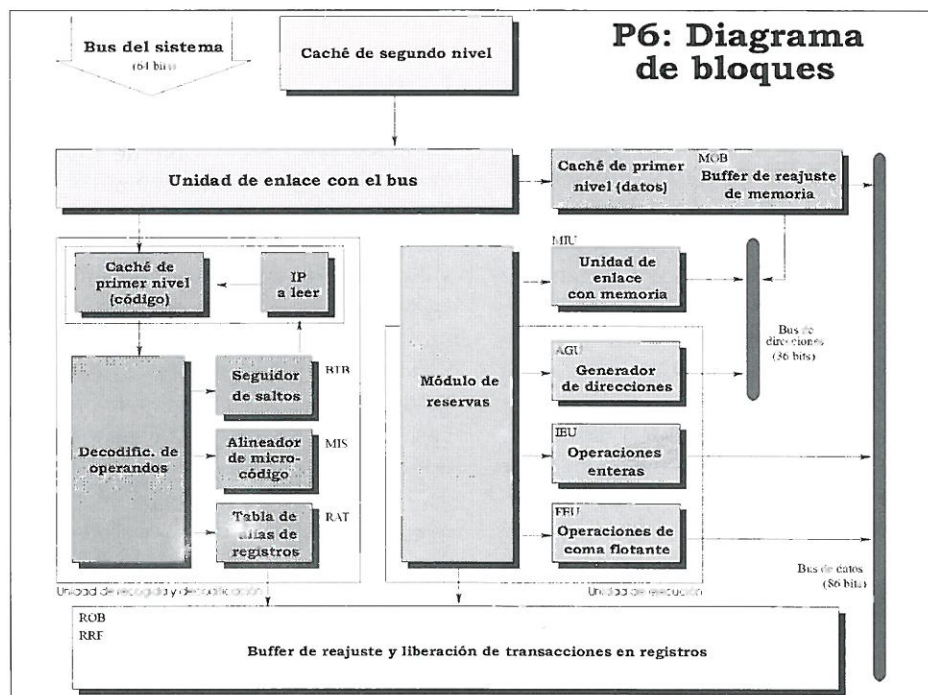 P6: Diagrama
de bloques
Bus del sistema
(64 bits)
Caché de segundo nivel
Unidad de enlace con el bus
Caché de primer
nivel (datos)
MOB
Buffer de reajuste
de memoria
Caché de
primer nivel
(código)
IP
a leer
MIU
Unidad de
enlace
con memoria
Bus de
direcciones
(36 bits)
Decodific. de
operandos
Seguidor
de saltos
BTB
Alineador
de micro-
código
MIS
Tabla de
alias de
registros
RAT
Módulo de
reservas
AGU
Generador
de direcciones
IEU
Operaciones
enteras
FEU
Operaciones de
coma flotante
Bus de datos
(86 bits)
Unidad de recogida y decodificación
Unidad de ejecución
ROB
RRF
Buffer de reajuste y liberación de transacciones en registros